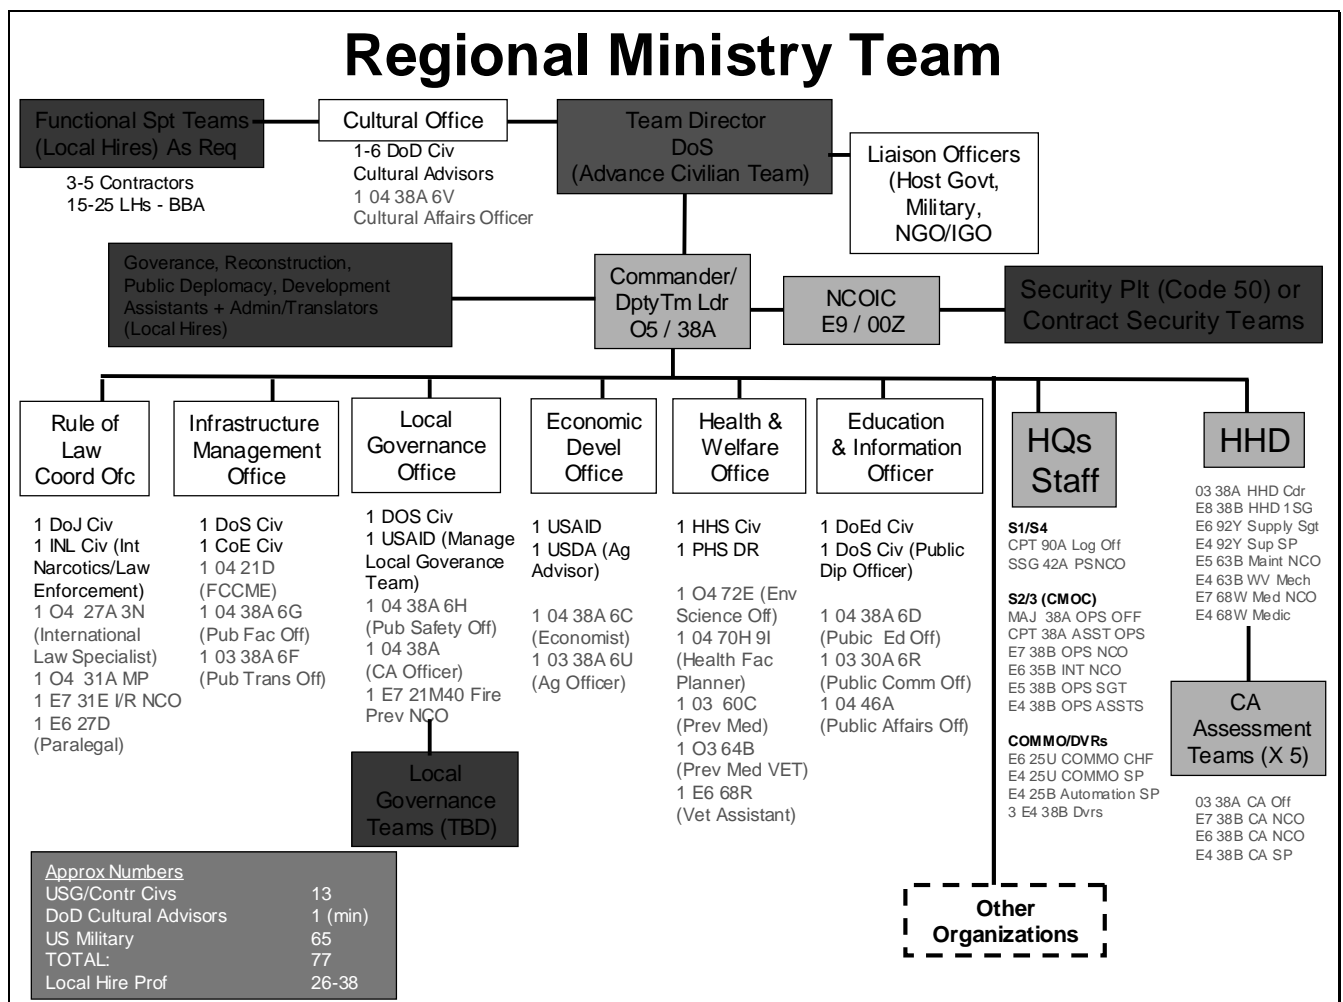 Regional Ministry Team
Functional Spt Teams
(Local Hires) As Req
3-5 Contractors
15-25 LHs - BBA
Cultural Office
1-6 DoD Civ
Cultural Advisors
1 04 38A 6V
Cultural Affairs Officer
Team Director
DoS
(Advance Civilian Team)
Liaison Officers
(Host Govt,
Military,
NGO/IGO
Goverance, Reconstruction,
Public Deplomacy, Development
Assistants + Admin/Translators
(Local Hires)
Commander/
DptyTm Ldr
O5 / 38A
NCOIC
E9 / 00Z
Security Plt (Code 50) or
Contract Security Teams
Rule of
Law
Coord Ofc
1 DoJ Civ
1 INL Civ (Int
Narcotics/Law
Enforcement)
1 O4 27A 3N
(International
Law Specialist)
1 O4 31A MP
1 E7 31E I/R NCO
1 E6 27D
(Paralegal)
Infrastructure
Management
Office
1 DoS Civ
1 CoE Civ
1 04 21D
(FCCME)
1 04 38A 6G
(Pub Fac Off)
1 03 38A 6F
(Pub Trans Off)
Local
Governance
Office
1 DOS Civ
1 USAID (Manage
Local Goverance
Team)
1 04 38A 6H
(Pub Safety Off)
1 04 38A
(CA Officer)
1 E7 21M40 Fire
Prev NCO
Local
Governance
Teams (TBD)
Economic
Devel
Office
1 USAID
1 USDA (Ag
Advisor)
1 04 38A 6C
(Economist)
1 03 38A 6U
(Ag Officer)
Health &
Welfare
Office
1 HHS Civ
1 PHS DR
1 O4 72E (Env
Science Off)
1 04 70H 9I
(Health Fac
Planner)
1 03 60C
(Prev Med)
1 O3 64B
(Prev Med VET)
1 E6 68R
(Vet Assistant)
Education
& Information
Officer
1 DoEd Civ
1 DoS Civ (Public
Dip Officer)
1 04 38A 6D
(Pubic Ed Off)
1 03 30A 6R
(Public Comm Off)
1 04 46A
(Public Affairs Off)
HQs
Staff
S1/S4
CPT 90A Log Off
SSG 42A PSNCO
S2/3 (CMOC)
MAJ 38A OPS OFF
CPT 38A ASST OPS
E7 38B OPS NCO
E6 35B INT NCO
E5 38B OPS SGT
E4 38B OPS ASSTS
COMMO/DVRs
E6 25U COMMO CHF
E4 25U COMMO SP
E4 25B Automation SP
3 E4 38B Dvrs
HHD
03 38A HHD Cdr
E8 38B HHD 1SG
E6 92Y Supply Sgt
E4 92Y Sup SP
E5 63B Maint NCO
E4 63B WV Mech
E7 68W Med NCO
E4 68W Medic
CA
Assessment
Teams (X 5)
03 38A CA Off
E7 38B CA NCO
E6 38B CA NCO
E4 38B CA SP
Other
Organizations
Approx Numbers
USG/Contr Civs 13
DoD Cultural Advisors 1 (min)
US Military 65
TOTAL: 77
Local Hire Prof 26-38